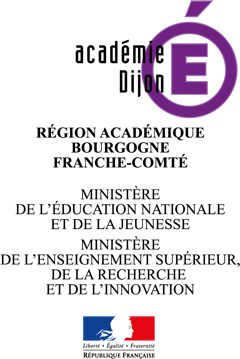 académie
Dijon
É
RÉGION ACADÉMIQUE
BOURGOGNE
FRANCHE-COMTÉ
MINISTÈRE
DE L'ÉDUCATION NATIONALE
ET DE LA JEUNESSE
MINISTÈRE
DE L'ENSEIGNEMENT SUPÉRIEUR,
DE LA RECHERCHE
ET DE L'INNOVATION
Liberté • Égalité • Fraternité
RÉPUBLIQUE FRANÇAISE